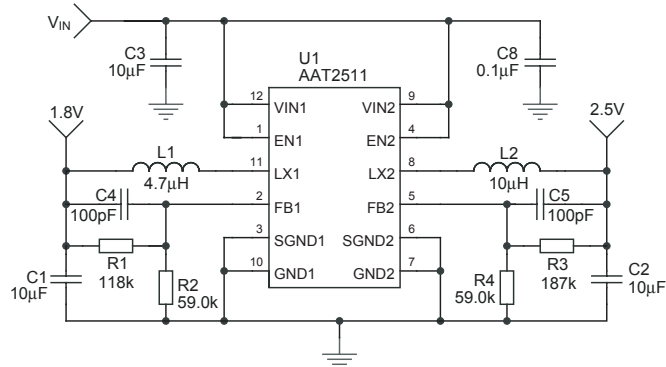 VIN
C3
10μF
U1
AAT2511
C8
0.1μF
1.8V
2.5V
12 VIN1 VIN2 9
1 EN1 EN2 4
L1
4.7μH
11 LX1 LX2 8
L2
10μH
C4
100pF
2 FB1 FB2 5
C5
100pF
3 SGND1 SGND2 6
R1
118k
R3
187k
10 GND1 GND2 7
C1
10μF
R2
59.0k
R4
59.0k
C2
10μF